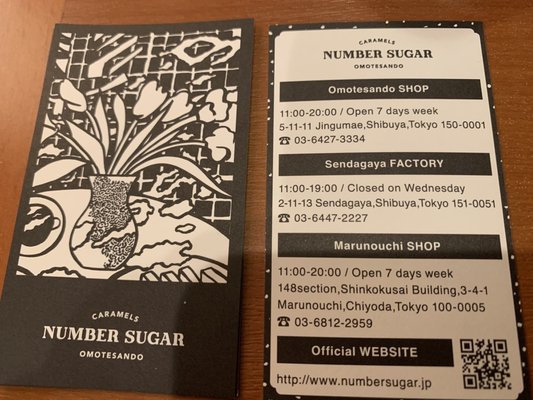 CARAMELS
NUMBER SUGAR
OMOTESANDO
CARAMELS
NUMBER SUGAR
OMOTESANDO
Omotesando SHOP
11:00-20:00 / Open 7 days week
5-11-11 Jingumae,Shibuya,Tokyo 150-0001
☎ 03-6427-3334
Sendagaya FACTORY
11:00-19:00 / Closed on Wednesday
2-11-13 Sendagaya,Shibuya,Tokyo 151-0051
☎ 03-6447-2227
Marunouchi SHOP
11:00-20:00 / Open 7 days week
148section,Shinkokusai Building,3-4-1
Marunouchi,Chiyoda,Tokyo 100-0005
☎ 03-6812-2959
Official WEBSITE
http://www.numbersugar.jp